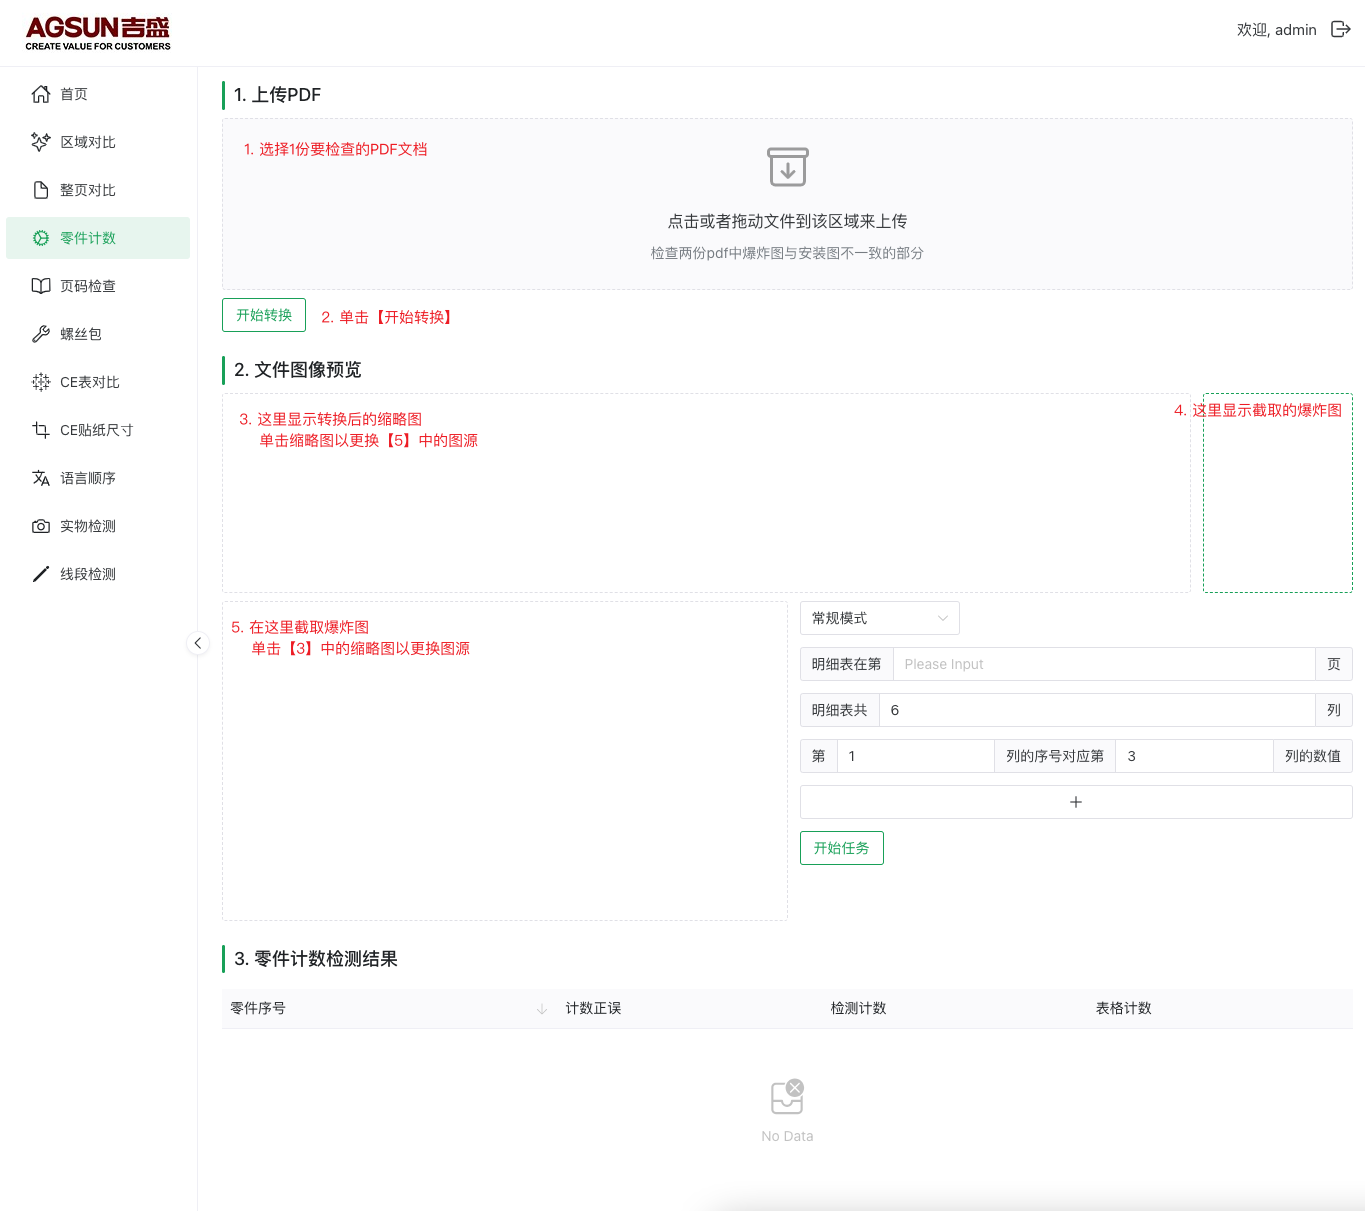 AGSUN吉盛
CREATE VALUE FOR CUSTOMERS
欢迎, admin
首页
区域对比
整页对比
零件计数
页码检查
螺丝包
CE表对比
CE贴纸尺寸
语言顺序
实物检测
线段检测
1. 上传PDF
1. 选择1份要检查的PDF文档
点击或者拖动文件到该区域来上传
检查两份pdf中爆炸图与安装图不一致的部分
开始转换
2. 单击【开始转换】
2. 文件图像预览
3. 这里显示转换后的缩略图
单击缩略图以更换【5】中的图源
4. 这里显示截取的爆炸图
5. 在这里截取爆炸图
单击【3】中的缩略图以更换图源
常规模式
明细表在第 Please Input 页
明细表共 6 列
第 1 列的序号对应第 3 列的数值
+
开始任务
3. 零件计数检测结果
零件序号 计数正误 检测计数 表格计数
No Data